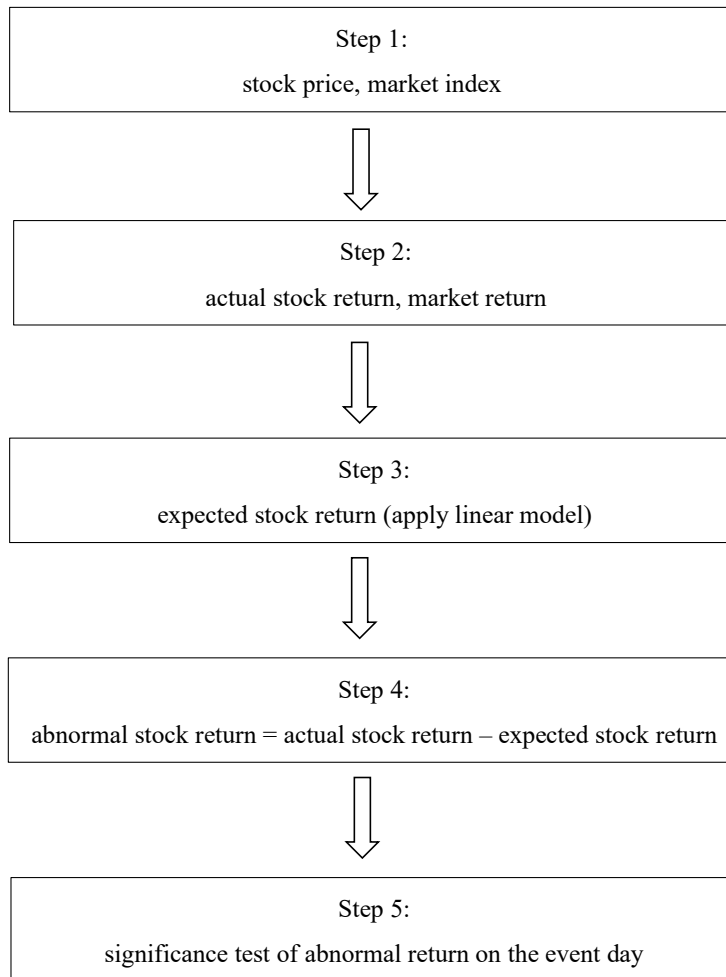 Step 1:
stock price, market index
Step 2:
actual stock return, market return
Step 3:
expected stock return (apply linear model)
Step 4:
abnormal stock return = actual stock return – expected stock return
Step 5:
significance test of abnormal return on the event day